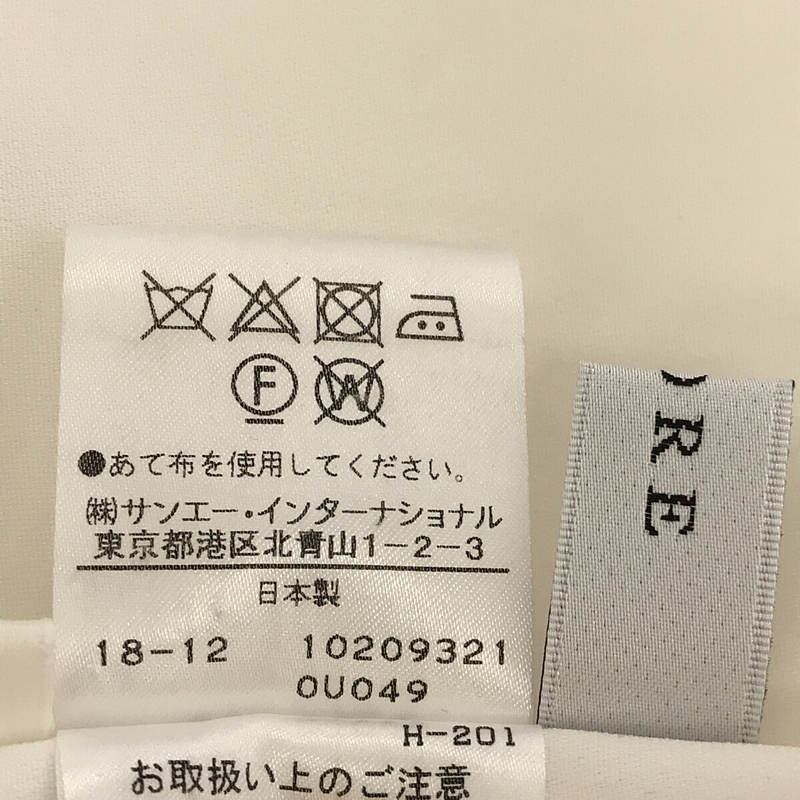 F W
●あて布を使用してください。
㈱サンエー・インターナショナル
東京都港区北青山1-2-3
日本製
18-12 10209321
0U049
H-201
お取扱い上のご注意
ORE